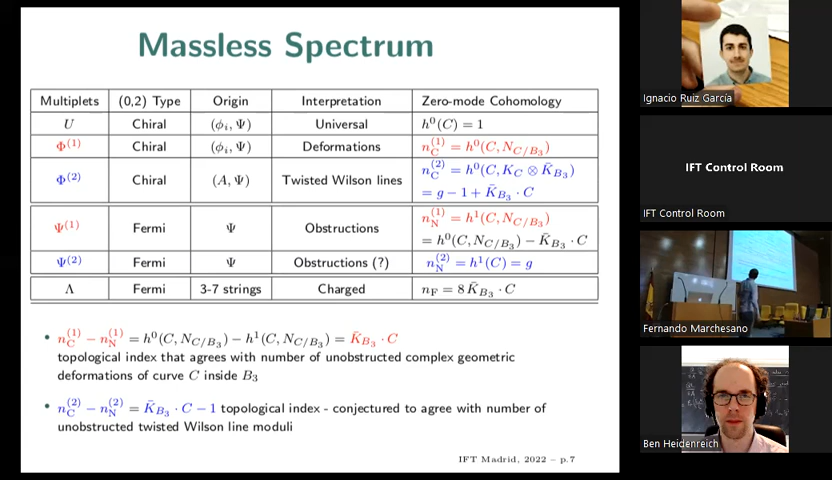 Massless Spectrum
Multiplets (0,2) Type Origin Interpretation Zero-mode Cohomology
U Chiral (ϕᵢ, Ψ) Universal h⁰(C) = 1
Φ⁽¹⁾ Chiral (ϕᵢ, Ψ) Deformations n_C⁽¹⁾ = h⁰(C, N_{C/B₃})
Φ⁽²⁾ Chiral (A, Ψ) Twisted Wilson lines n_C⁽²⁾ = h⁰(C, K_C ⊗ K̄_{B₃})
= g − 1 + K̄_{B₃} · C
Ψ⁽¹⁾ Fermi Ψ Obstructions n_N⁽¹⁾ = h¹(C, N_{C/B₃})
= h⁰(C, N_{C/B₃}) − K̄_{B₃} · C
Ψ⁽²⁾ Fermi Ψ Obstructions (?) n_N⁽²⁾ = h¹(C) = g
Λ Fermi 3-7 strings Charged n_F = 8 K̄_{B₃} · C
• n_C⁽¹⁾ − n_N⁽¹⁾ = h⁰(C, N_{C/B₃}) − h¹(C, N_{C/B₃}) = K̄_{B₃} · C
topological index that agrees with number of unobstructed complex geometric
deformations of curve C inside B₃
• n_C⁽²⁾ − n_N⁽²⁾ = K̄_{B₃} · C − 1 topological index - conjectured to agree with number of
unobstructed twisted Wilson line moduli
IFT Madrid, 2022 – p.7
Ignacio Ruiz García
IFT Control Room
IFT Control Room
Fernando Marchesano
Ben Heidenreich